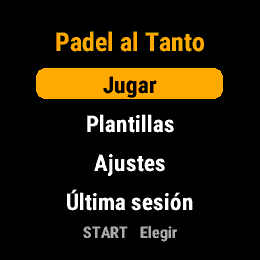 Padel al Tanto
Jugar
Plantillas
Ajustes
Última sesión
START Elegir